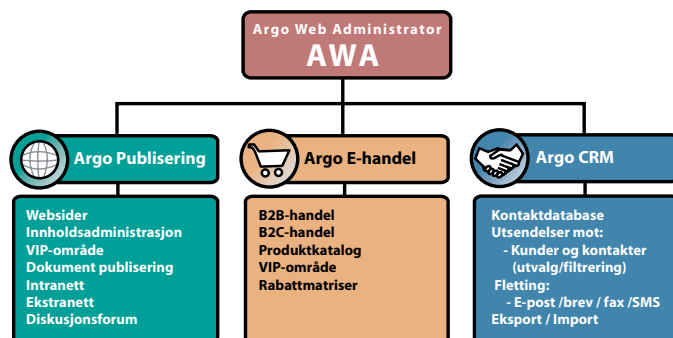 Argo Web Administrator
AWA
Argo Publisering
Websider
Innholdsadministrasjon
VIP-område
Dokument publisering
Intranett
Ekstranett
Diskusjonsforum
Argo E-handel
B2B-handel
B2C-handel
Produktkatalog
VIP-område
Rabattmatriser
Argo CRM
Kontaktdatabase
Utsendelser mot:
- Kunder og kontakter
(utvalg/filtrering)
Fletting:
- E-post /brev / fax /SMS
Eksport / Import